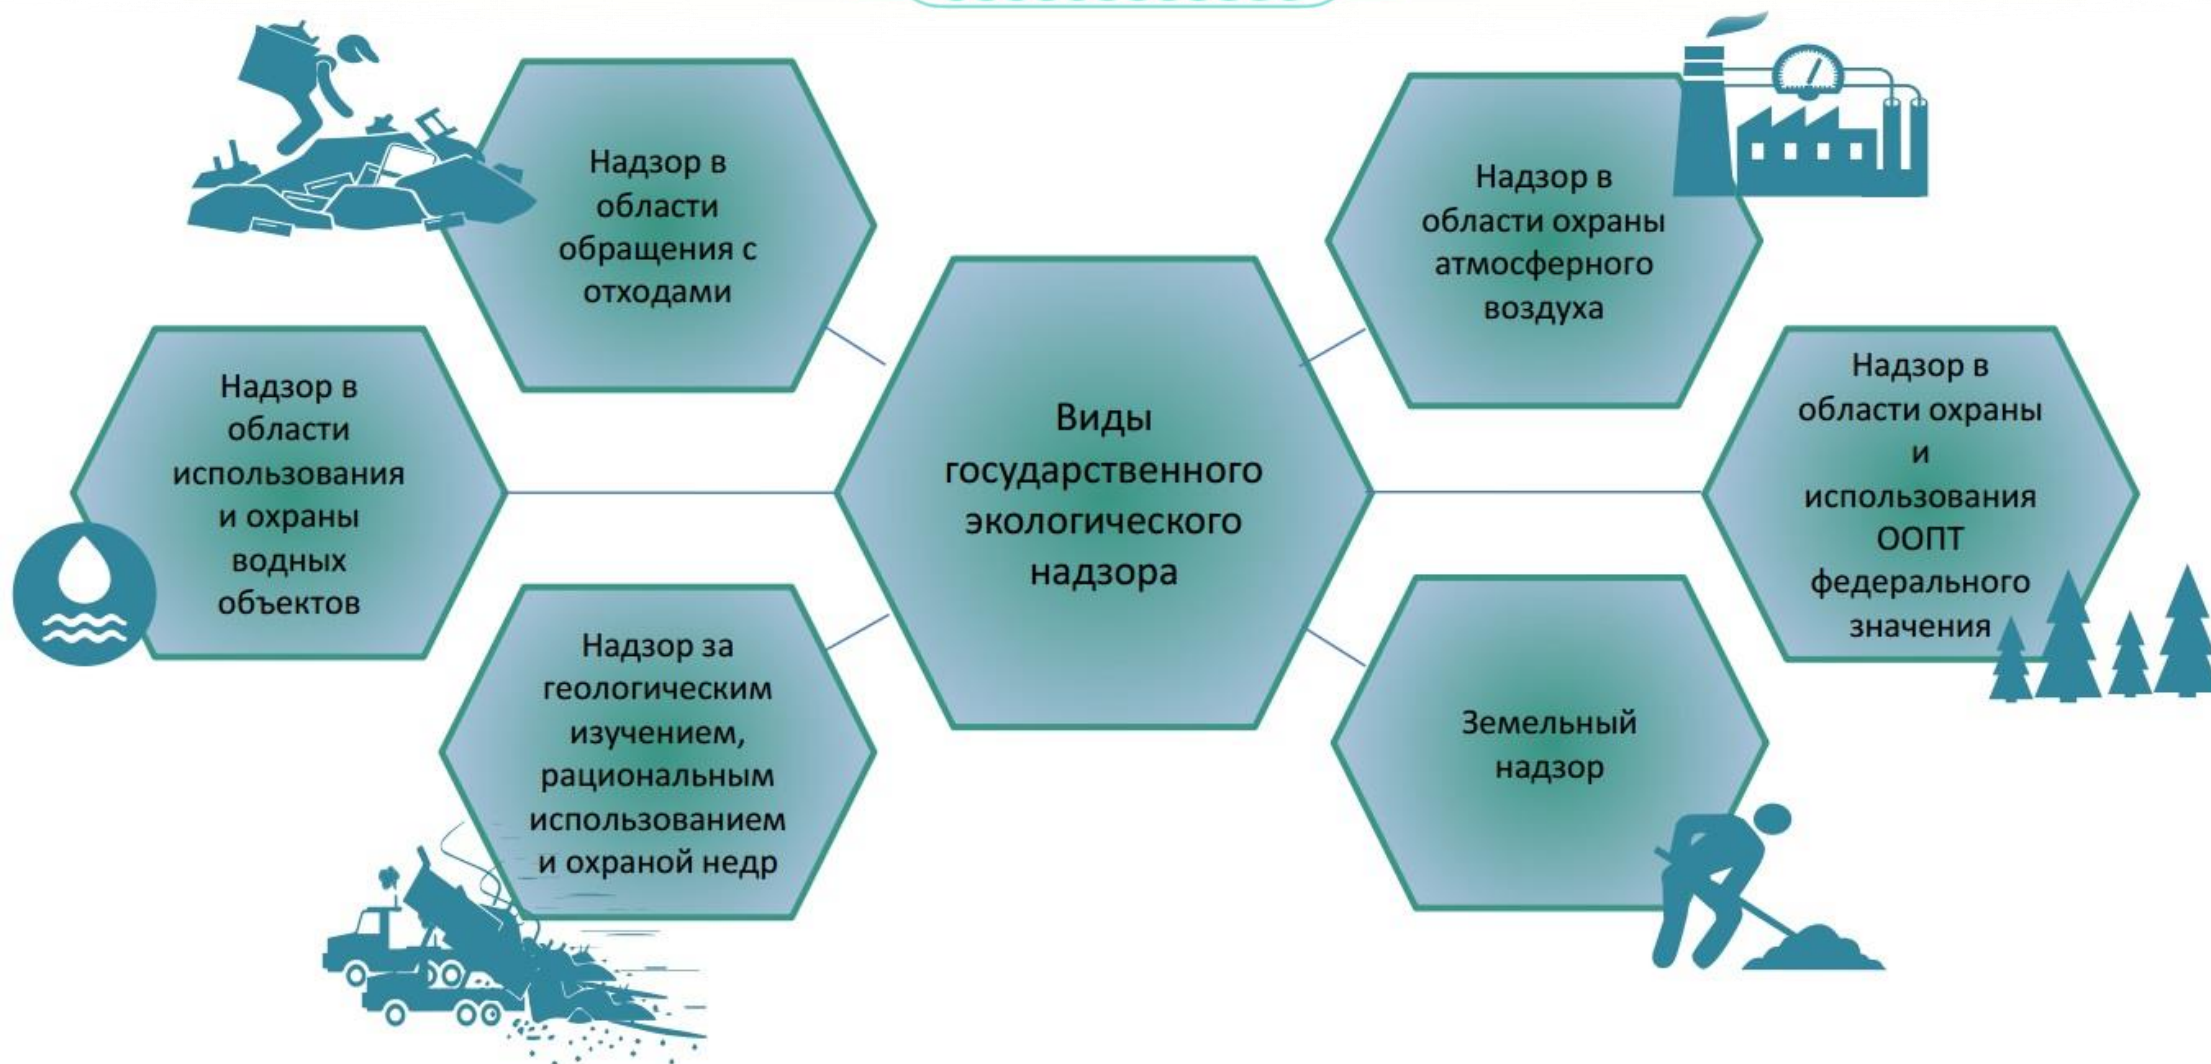 Надзор в
области
обращения с
отходами
Надзор в
области охраны
атмосферного
воздуха
Надзор в
области
использования
и охраны
водных
объектов
Виды
государственного
экологического
надзора
Надзор в
области охраны
и
использования
ООПТ
федерального
значения
Надзор за
геологическим
изучением,
рациональным
использованием
и охраной недр
Земельный
надзор